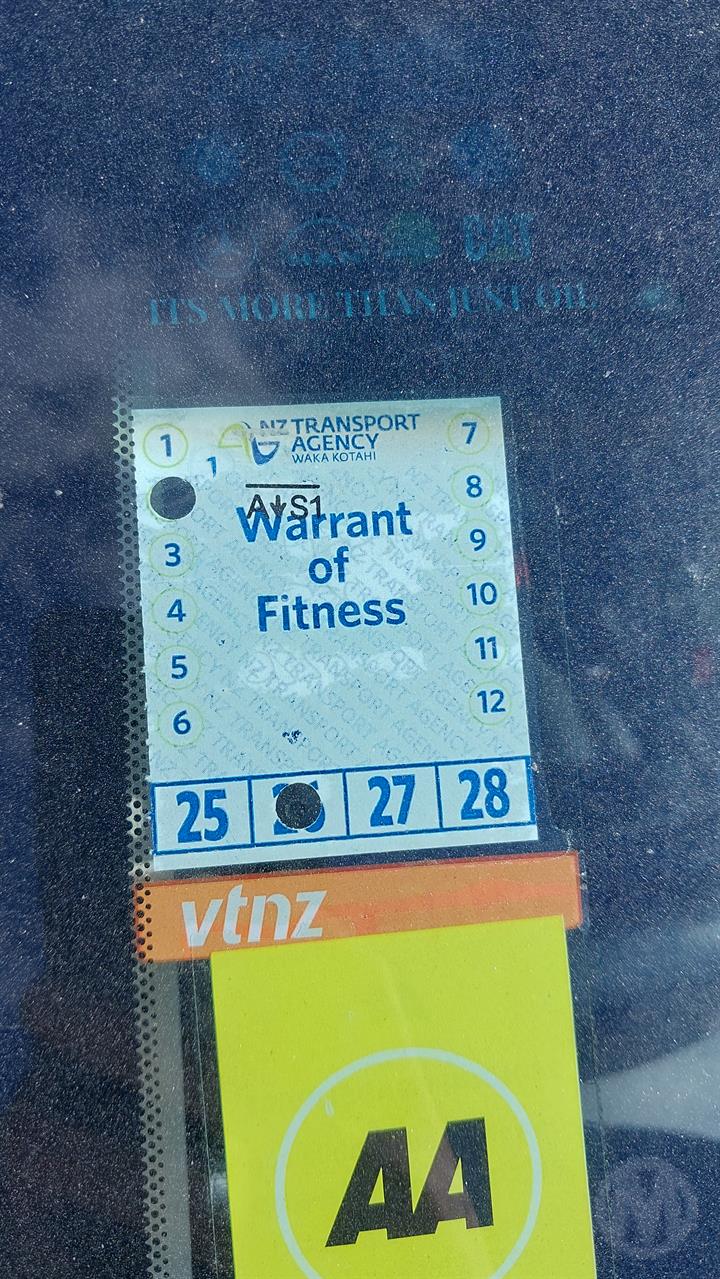 CAT
IT'S MORE THAN JUST OIL
NZ TRANSPORT
AGENCY
WAKA KOTAHI
1
1
7
8
A S1
Warrant
of
Fitness
3
9
4
10
5
11
6
12
25
27
28
vtnz
AA
M